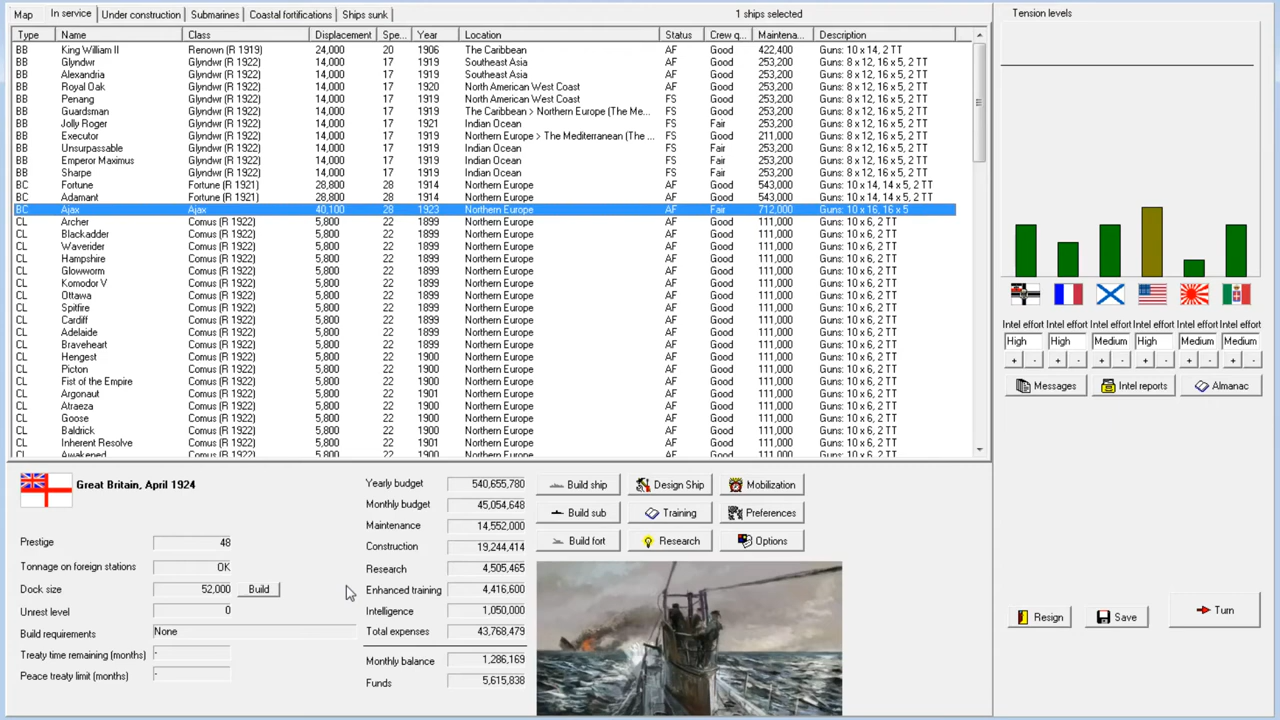 Map In service Under construction Submarines Coastal fortifications Ships sunk 1 ships selected Tension levels
Type Name Class Displacement Spe... Year Location Status Crew q... Maintena... Description
BB King William II Renown (R 1919) 24,000 20 1906 The Caribbean AF Good 422,400 Guns: 10 x 14, 2 TT
BB Glyndwr Glyndwr (R 1922) 14,000 17 1919 Southeast Asia AF Good 253,200 Guns: 8 x 12, 16 x 5, 2 TT
BB Alexandria Glyndwr (R 1922) 14,000 17 1919 Southeast Asia AF Good 253,200 Guns: 8 x 12, 16 x 5, 2 TT
BB Royal Oak Glyndwr (R 1922) 14,000 17 1920 North American West Coast AF Good 253,200 Guns: 8 x 12, 16 x 5, 2 TT
BB Penang Glyndwr (R 1922) 14,000 17 1919 North American West Coast FS Good 253,200 Guns: 8 x 12, 16 x 5, 2 TT
BB Guardsman Glyndwr (R 1922) 14,000 17 1919 The Caribbean > Northern Europe (The Me... FS Good 253,200 Guns: 8 x 12, 16 x 5, 2 TT
BB Jolly Roger Glyndwr (R 1922) 14,000 17 1921 Indian Ocean FS Fair 253,200 Guns: 8 x 12, 16 x 5, 2 TT
BB Executor Glyndwr (R 1922) 14,000 17 1919 Northern Europe > The Mediterranean (The ... FS Good 211,000 Guns: 8 x 12, 16 x 5, 2 TT
BB Unsurpassable Glyndwr (R 1922) 14,000 17 1919 Indian Ocean FS Fair 253,200 Guns: 8 x 12, 16 x 5, 2 TT
BB Emperor Maximus Glyndwr (R 1922) 14,000 17 1919 Indian Ocean FS Fair 253,200 Guns: 8 x 12, 16 x 5, 2 TT
BB Sharpe Glyndwr (R 1922) 14,000 17 1919 Indian Ocean FS Fair 253,200 Guns: 8 x 12, 16 x 5, 2 TT
BC Fortune Fortune (R 1921) 28,800 28 1914 Northern Europe AF Good 543,000 Guns: 10 x 14, 14 x 5, 2 TT
BC Adamant Fortune (R 1921) 28,800 28 1914 Northern Europe AF Good 543,000 Guns: 10 x 14, 14 x 5, 2 TT
BC Ajax Ajax 40,100 28 1923 Northern Europe AF Fair 712,000 Guns: 10 x 16, 16 x 5
CL Archer Comus (R 1922) 5,800 22 1899 Northern Europe AF Good 111,000 Guns: 10 x 6, 2 TT
CL Blackadder Comus (R 1922) 5,800 22 1899 Northern Europe AF Good 111,000 Guns: 10 x 6, 2 TT
CL Waverider Comus (R 1922) 5,800 22 1899 Northern Europe AF Good 111,000 Guns: 10 x 6, 2 TT
CL Hampshire Comus (R 1922) 5,800 22 1899 Northern Europe AF Good 111,000 Guns: 10 x 6, 2 TT
CL Glowworm Comus (R 1922) 5,800 22 1899 Northern Europe AF Good 111,000 Guns: 10 x 6, 2 TT
CL Komodor V Comus (R 1922) 5,800 22 1899 Northern Europe AF Good 111,000 Guns: 10 x 6, 2 TT
CL Ottawa Comus (R 1922) 5,800 22 1899 Northern Europe AF Good 111,000 Guns: 10 x 6, 2 TT
CL Spitfire Comus (R 1922) 5,800 22 1899 Northern Europe AF Good 111,000 Guns: 10 x 6, 2 TT
CL Cardiff Comus (R 1922) 5,800 22 1899 Northern Europe AF Good 111,000 Guns: 10 x 6, 2 TT
CL Adelaide Comus (R 1922) 5,800 22 1899 Northern Europe AF Good 111,000 Guns: 10 x 6, 2 TT
CL Braveheart Comus (R 1922) 5,800 22 1899 Northern Europe AF Good 111,000 Guns: 10 x 6, 2 TT
CL Hengest Comus (R 1922) 5,800 22 1900 Northern Europe AF Good 111,000 Guns: 10 x 6, 2 TT
CL Picton Comus (R 1922) 5,800 22 1900 Northern Europe AF Good 111,000 Guns: 10 x 6, 2 TT
CL Fist of the Empire Comus (R 1922) 5,800 22 1900 Northern Europe AF Good 111,000 Guns: 10 x 6, 2 TT
CL Argonaut Comus (R 1922) 5,800 22 1900 Northern Europe AF Good 111,000 Guns: 10 x 6, 2 TT
CL Atraeza Comus (R 1922) 5,800 22 1900 Northern Europe AF Good 111,000 Guns: 10 x 6, 2 TT
CL Goose Comus (R 1922) 5,800 22 1900 Northern Europe AF Good 111,000 Guns: 10 x 6, 2 TT
CL Baldrick Comus (R 1922) 5,800 22 1900 Northern Europe AF Good 111,000 Guns: 10 x 6, 2 TT
CL Inherent Resolve Comus (R 1922) 5,800 22 1901 Northern Europe AF Good 111,000 Guns: 10 x 6, 2 TT
CL Awakened Comus (R 1922) 5,800 22 1901 Northern Europe AF Good 111,000 Guns: 10 x 6, 2 TT
Intel effort Intel effort Intel effort Intel effort Intel effort Intel effort
High High Medium High Medium Medium
+ - + - + - + - + - + -
Messages Intel reports Almanac
Great Britain, April 1924
Prestige 48
Tonnage on foreign stations OK
Dock size 52,000 Build
Unrest level 0
Build requirements None
Treaty time remaining (months) -
Peace treaty limit (months) -
Yearly budget 540,655,780
Monthly budget 45,054,648
Maintenance 14,552,000
Construction 19,244,414
Research 4,505,465
Enhanced training 4,416,600
Intelligence 1,050,000
Total expenses 43,768,479
Monthly balance 1,286,169
Funds 5,615,838
Build ship Design Ship Mobilization
Build sub Training Preferences
Build fort Research Options
Resign Save Turn